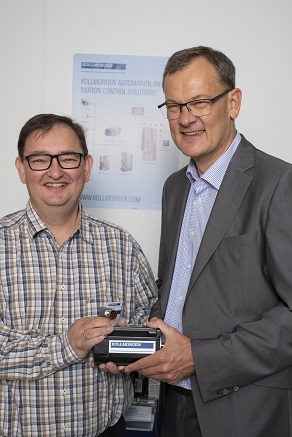 KOLLMORGEN
KOLLMORGEN AUTOMATION AND
MOTION CONTROL SOLUTIONS
WWW.KOLLMORGEN.COM
KOLLMORGEN